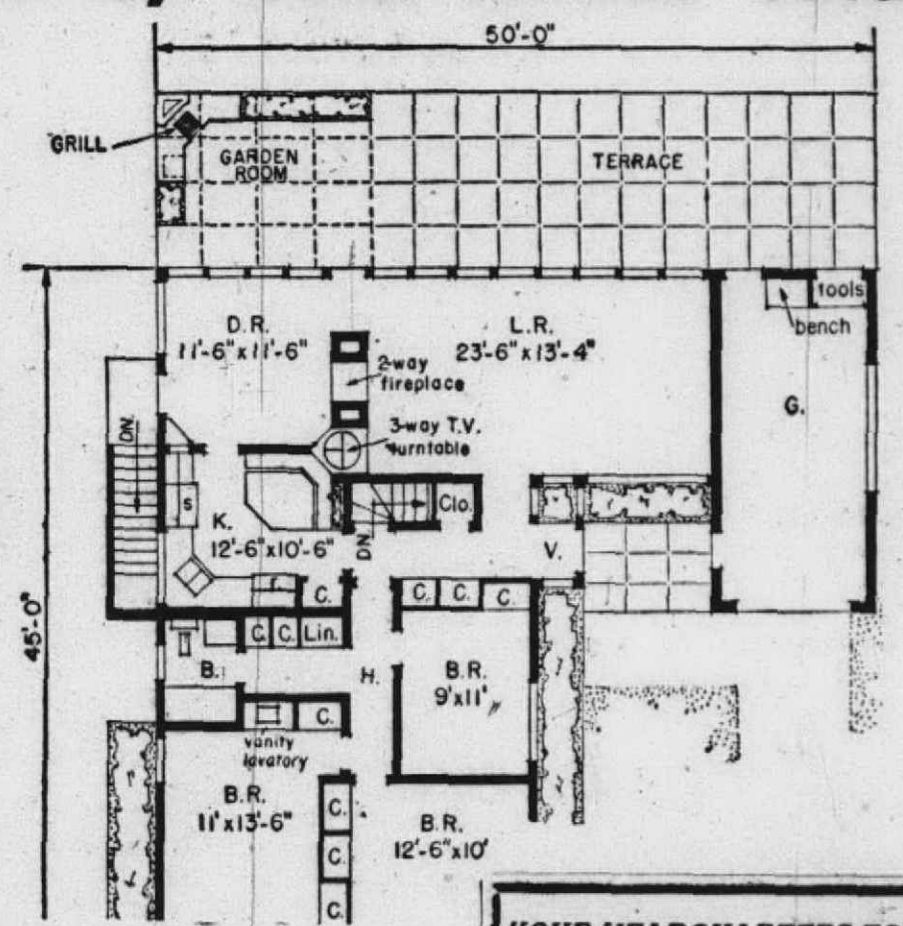 50'-0"
GRILL
GARDEN
ROOM
TERRACE
tools
bench
D.R.
11'-6"x11'-6"
L.R.
23'-6"x13'-4"
2-way
fireplace
G.
3-way T.V.
turntable
DN.
S
K.
12'-6"x10'-6"
Clo.
DN
V.
C.
C.
C.
C.
45'-0"
C.
C.
Lin.
B.
H.
B.R.
9'x11'
C.
vanity
lavatory
B.R.
11'x13'-6"
C.
B.R.
12'-6"x10'
C.
C.